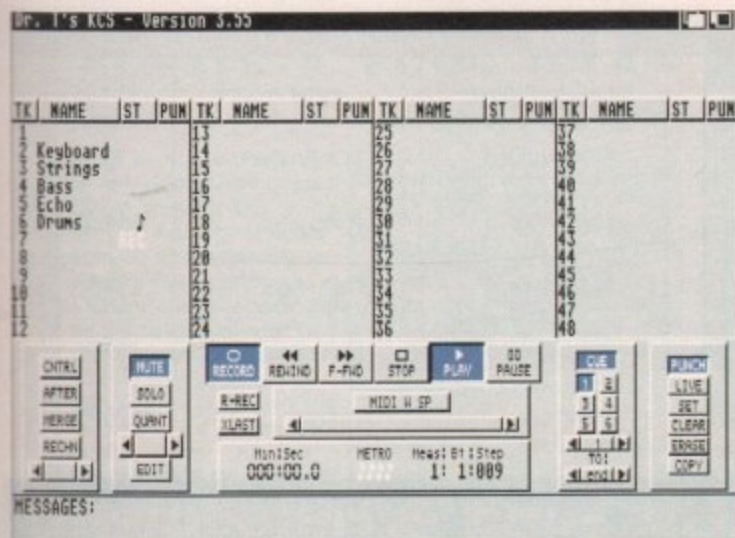 Dr. T's KCS - Version 3.55
TK NAME ST PUN TK NAME ST PUN TK NAME ST PUN TK NAME ST PUN
1 13 25 37
2 Keyboard 14 26 38
3 Strings 15 27 39
4 Bass 16 28 40
5 Echo 17 29 41
6 Drums ♪ 18 30 42
7 REC 19 31 43
8 20 32 44
9 21 33 45
10 22 34 46
11 23 35 47
12 24 36 48
CNTRL
AFTER
MERGE
RECHN
MUTE
SOLO
QUANT
EDIT
RECORD REWIND F-FWD STOP PLAY PAUSE
R-REC MIDI W SP
XLAST
Min:Sec METRO Meas: Bt: Step
000:00.0 1: 1:009
CUE
1 2
3 4
5 6
1
TO:
end
PUNCH
LIVE
SET
CLEAR
ERASE
COPY
MESSAGES: